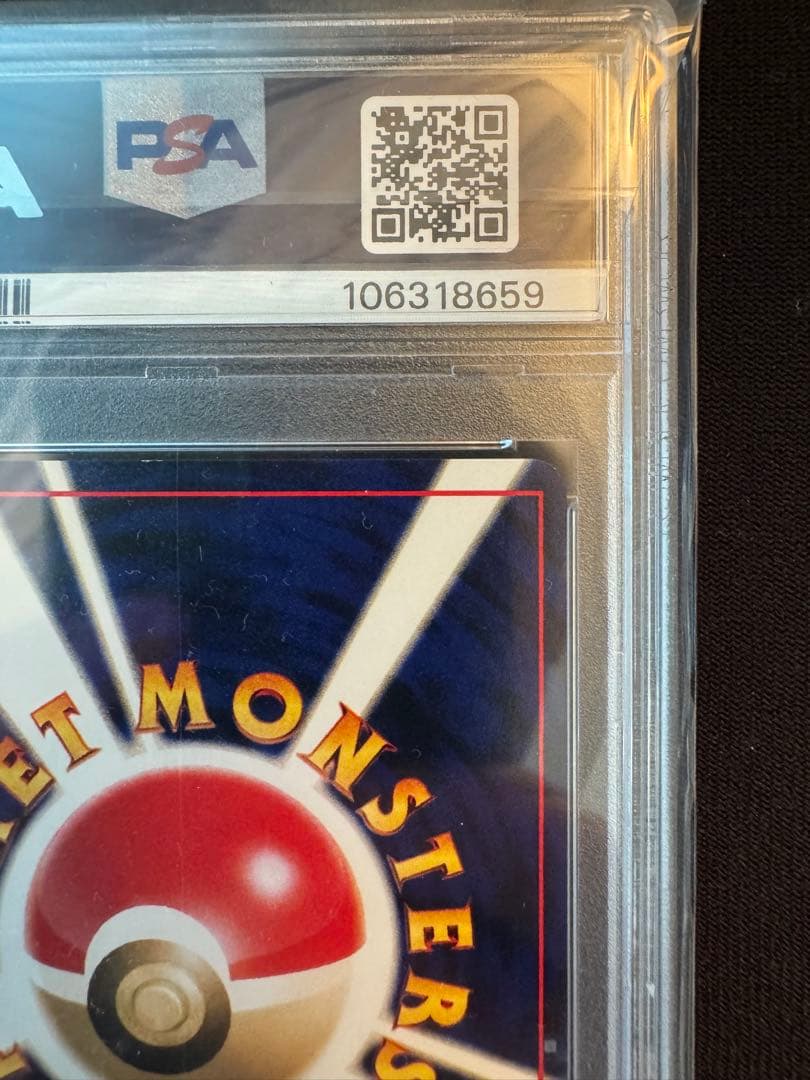 PSA
A
106318659
ET MONSTERS